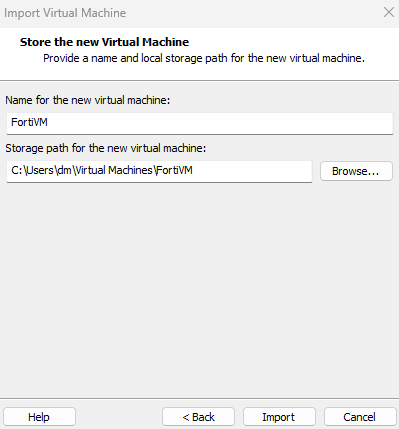 Import Virtual Machine
Store the new Virtual Machine
Provide a name and local storage path for the new virtual machine.
Name for the new virtual machine:
FortiVM
Storage path for the new virtual machine:
C:\Users\dm\Virtual Machines\FortiVM
Browse...
Help
< Back
Import
Cancel